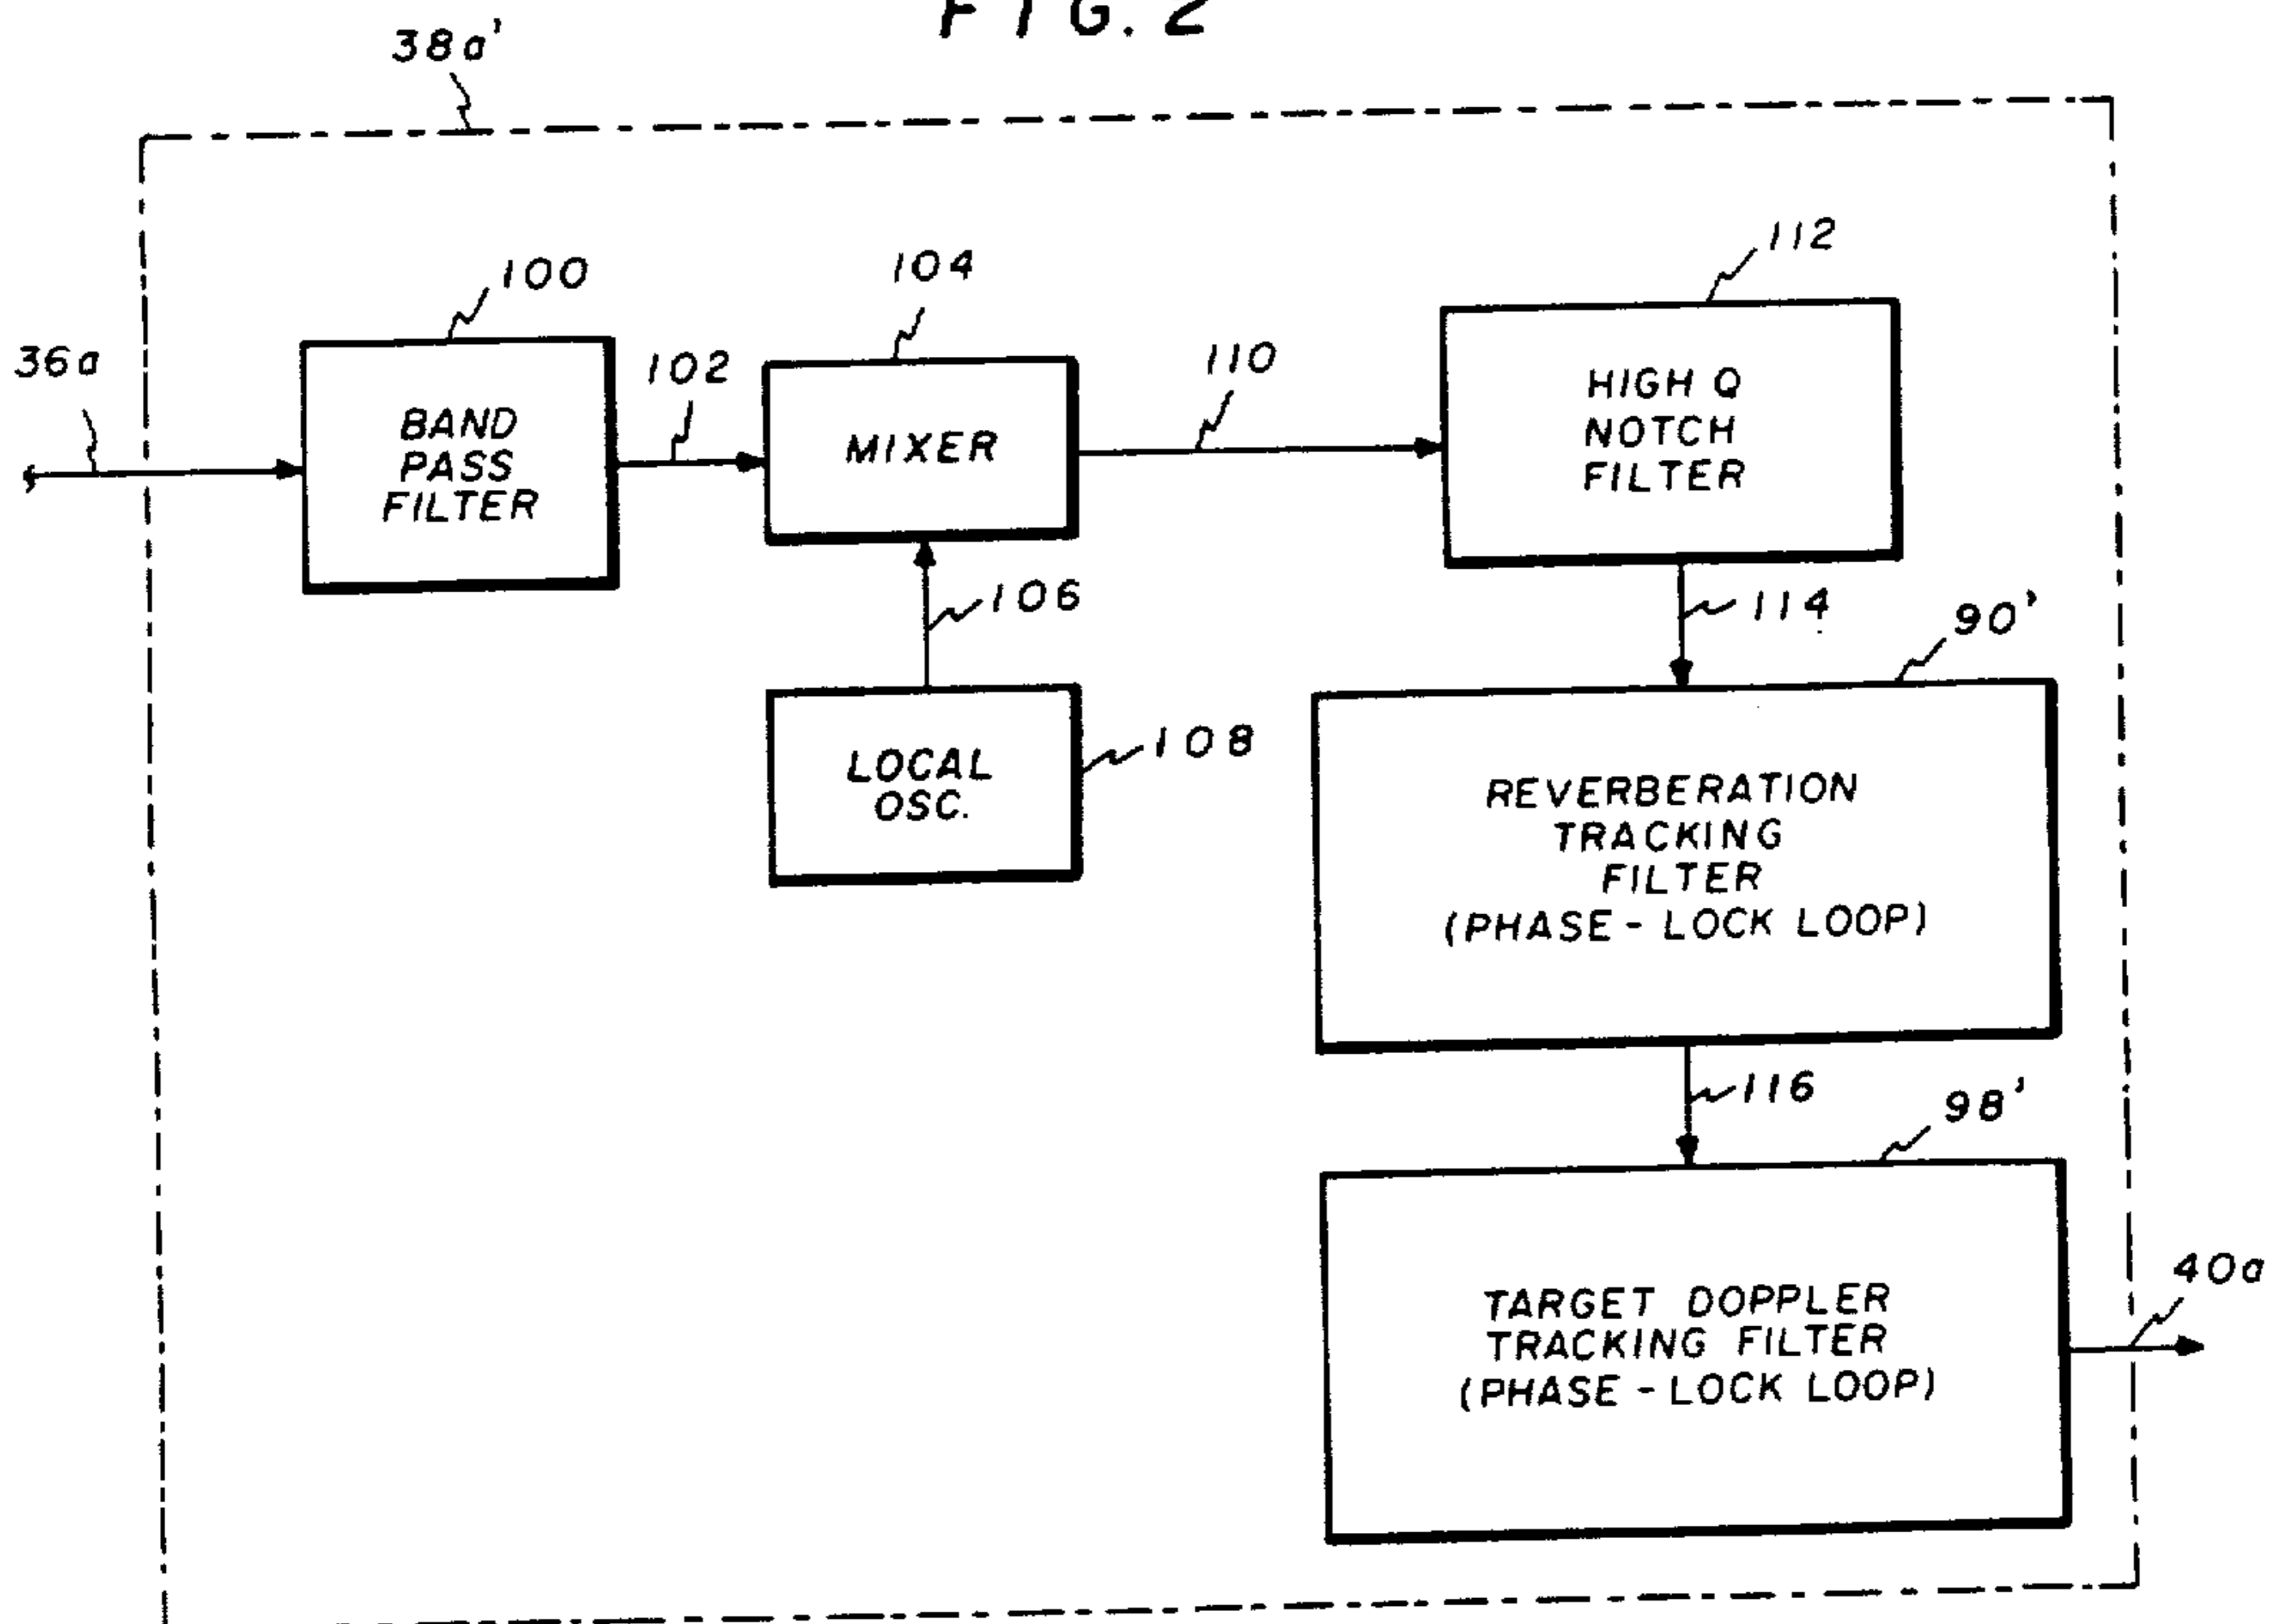 FIG. 2
38a'
112
104
100
110
36a
102
HIGH Q
NOTCH
FILTER
BAND
PASS
FILTER
MIXER
106
114
90'
108
LOCAL
OSC.
REVERBERATION
TRACKING
FILTER
(PHASE - LOCK LOOP)
116
98'
40a
TARGET DOPPLER
TRACKING FILTER
(PHASE - LOCK LOOP)